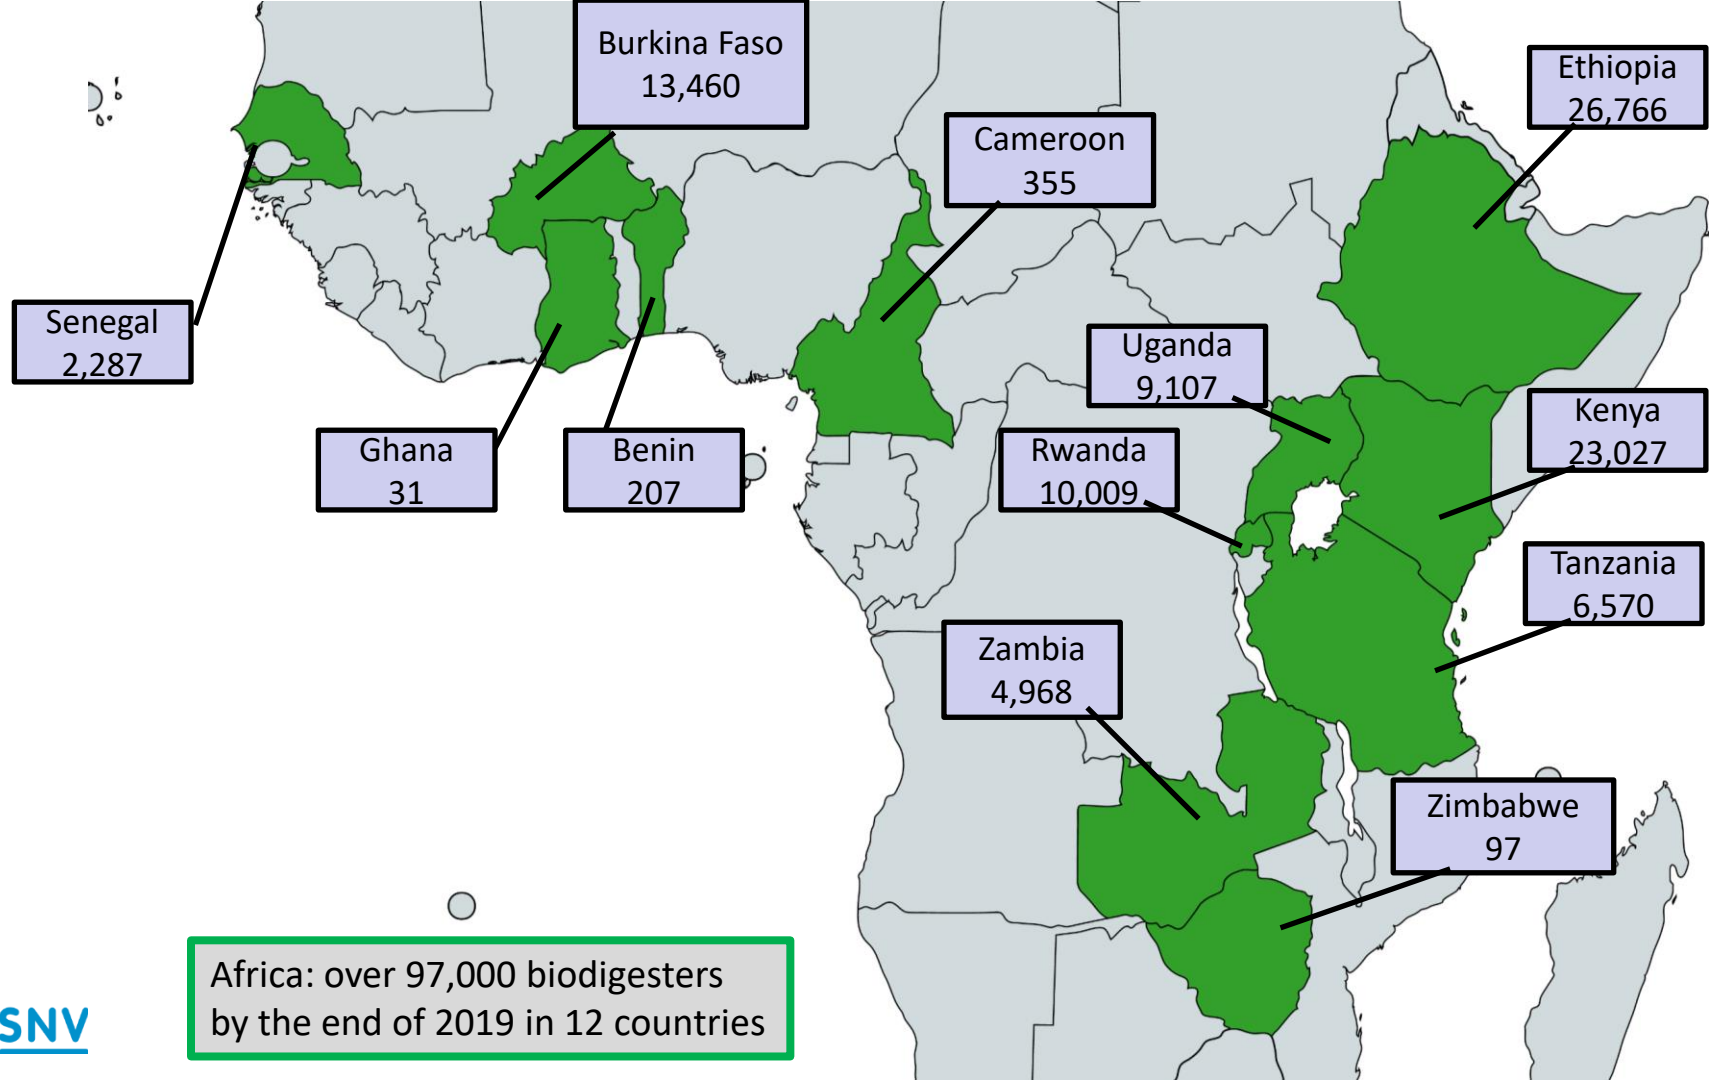 Burkina Faso
13,460
Ethiopia
26,766
Cameroon
355
Senegal
2,287
Uganda
9,107
Kenya
23,027
Ghana
31
Benin
207
Rwanda
10,009
Tanzania
6,570
Zambia
4,968
Zimbabwe
97
Africa: over 97,000 biodigesters
by the end of 2019 in 12 countries
SNV